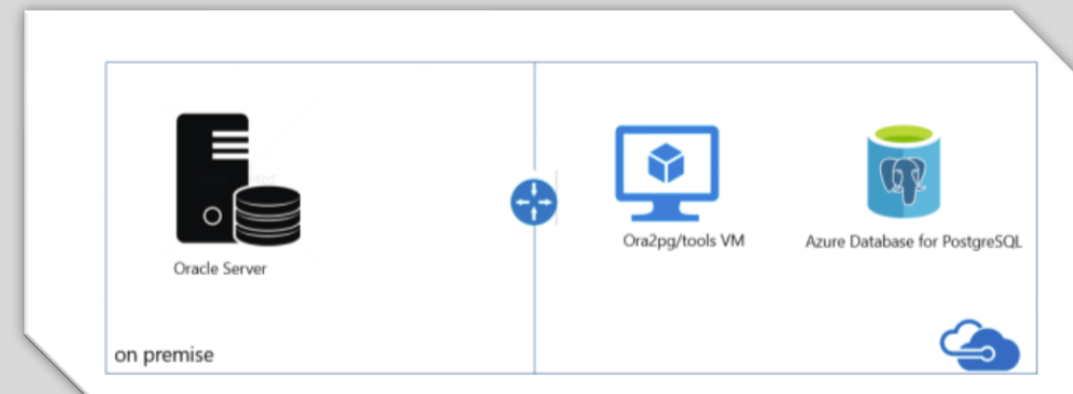 Oracle Server
Ora2pg/tools VM
Azure Database for PostgreSQL
on premise